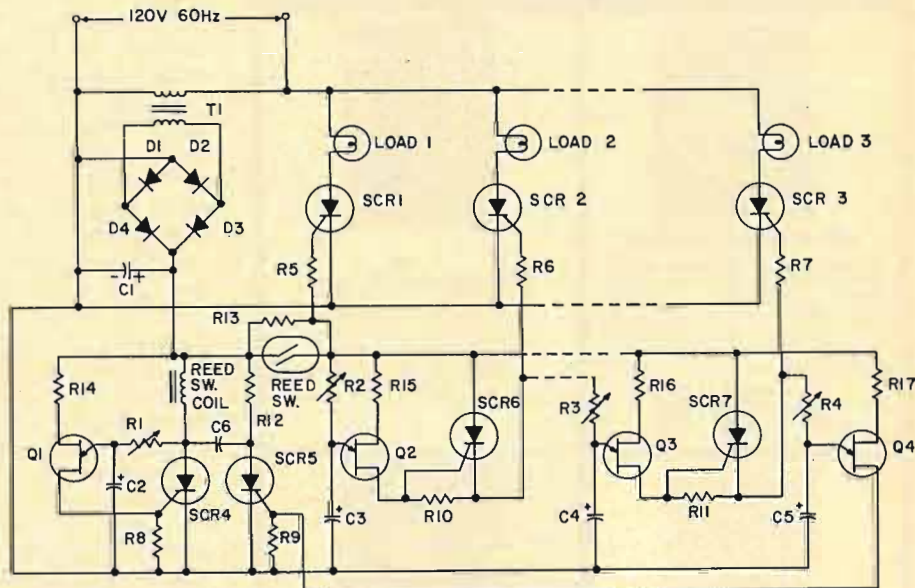 120V 60Hz
T1
D1 D2
D4 D3
C1
LOAD 1
LOAD 2
LOAD 3
SCR1
SCR 2
SCR 3
R5
R6
R7
R13
R14
REED
SW.
COIL
REED
SW.
R12
R2
R15
SCR6
R3
R16
SCR7
R4
R17
Q1
R1
C6
SCR5
Q2
Q3
Q4
C2
SCR4
R8
R9
C3
R10
C4
R11
C5